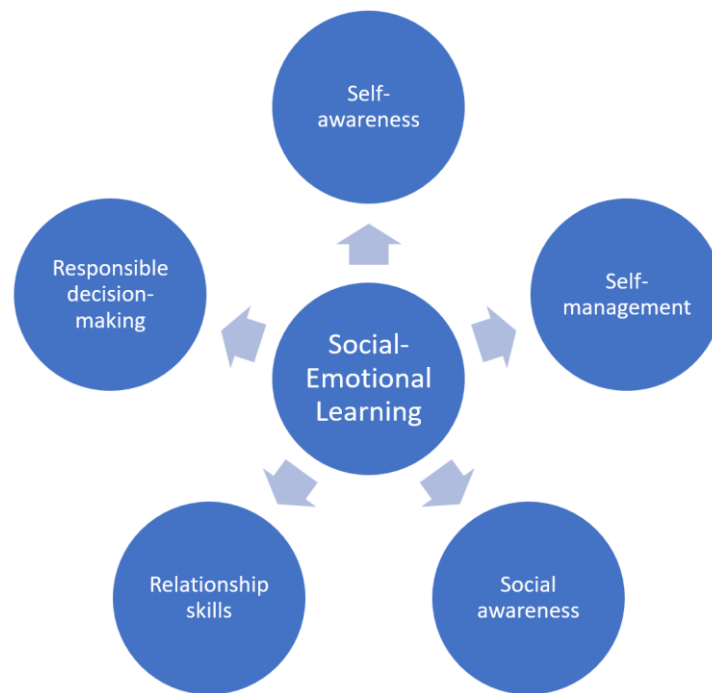 Self-
awareness
Responsible
decision-
making
Self-
management
Social-
Emotional
Learning
Relationship
skills
Social
awareness